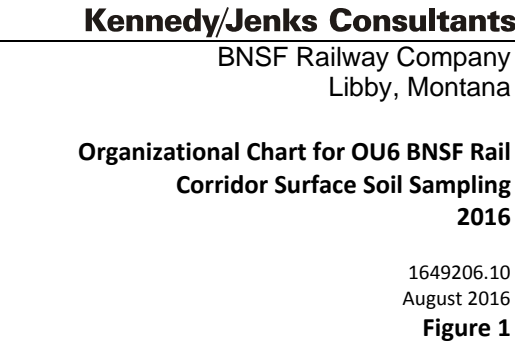 Kennedy/Jenks Consultants
BNSF Railway Company
Libby, Montana
Organizational Chart for OU6 BNSF Rail
Corridor Surface Soil Sampling
2016
1649206.10
August 2016
Figure 1